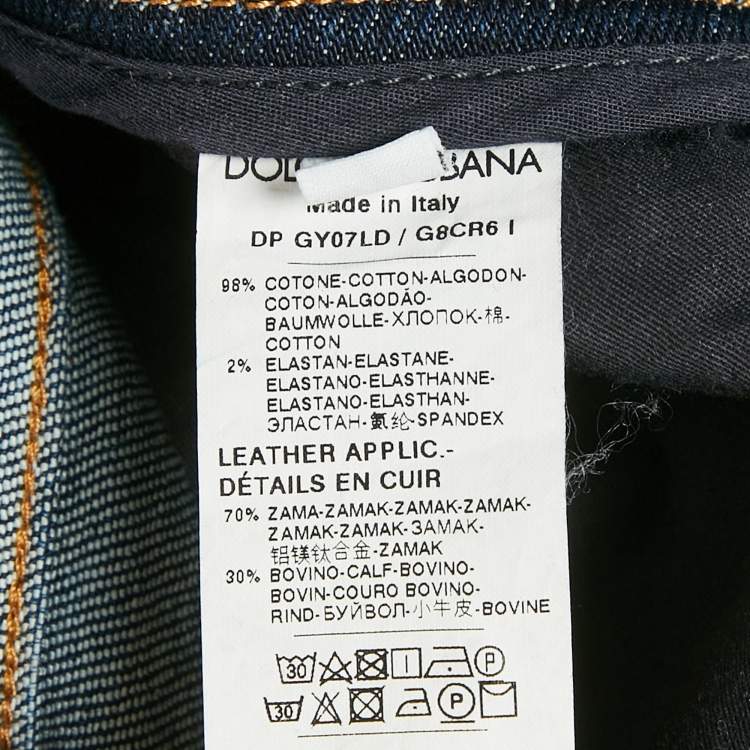 Made in Italy
DP GY07LD / G8CR6 I
98% COTONE-COTTON-ALGODON-
COTON-ALGODÃO-
BAUMWOLLE-ХЛОПОК-棉-
COTTON
2% ELASTAN-ELASTANE-
ELASTANO-ELASTHANNE-
ELASTANO-ELASTHAN-
ЭЛАСТАН-氨纶-SPANDEX
LEATHER APPLIC.-
DÉTAILS EN CUIR
70% ZAMA-ZAMAK-ZAMAK-ZAMAK-
ZAMAK-ZAMAK-ЗАМАК-
铝镁钛合金-ZAMAK
30% BOVINO-CALF-BOVINO-
BOVIN-COURO BOVINO-
RIND-БУЙВОЛ-小牛皮-BOVINE
30 P
30 P